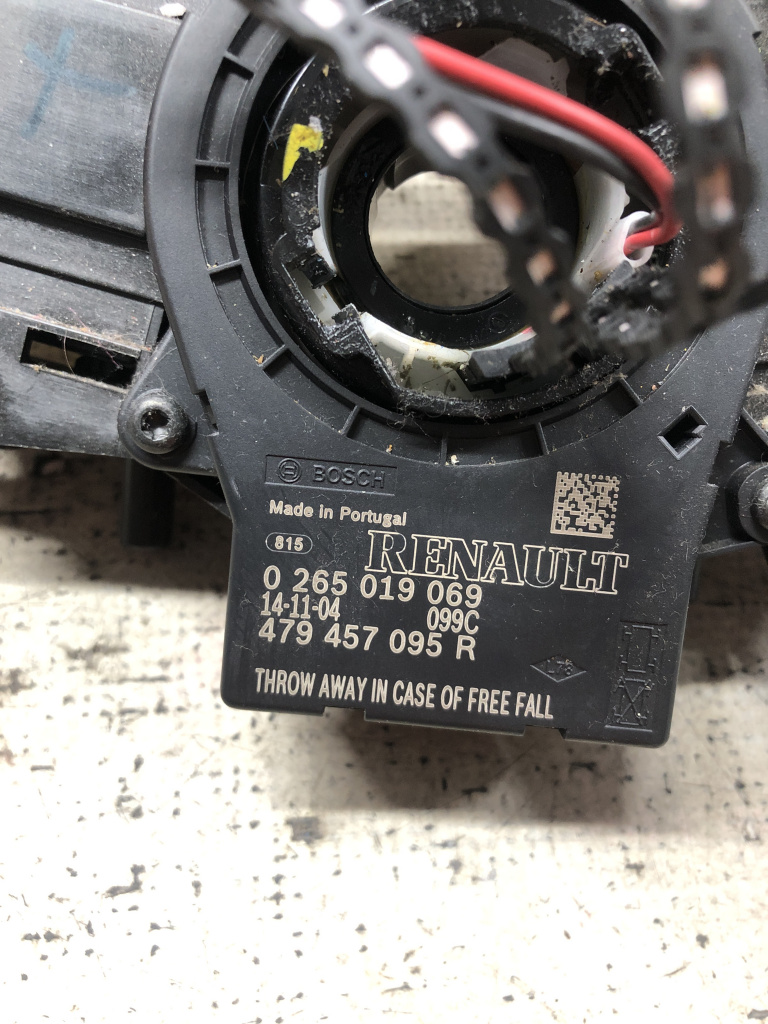 BOSCH
Made in Portugal
815
RENAULT
0 265 019 069
14-11-04 099C
479 457 095 R
THROW AWAY IN CASE OF FREE FALL